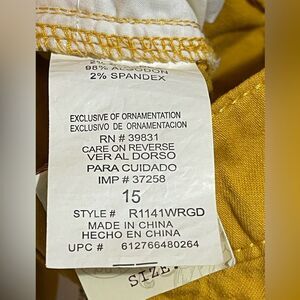 98% ALGODON
2% SPANDEX
EXCLUSIVE OF ORNAMENTATION
EXCLUSIVO DE ORNAMENTACION
RN # 39831
CARE ON REVERSE
VER AL DORSO
PARA CUIDADO
IMP # 37258
15
STYLE # R1141WRGD
MADE IN CHINA
HECHO EN CHINA
UPC # 612766480264
SIZE: